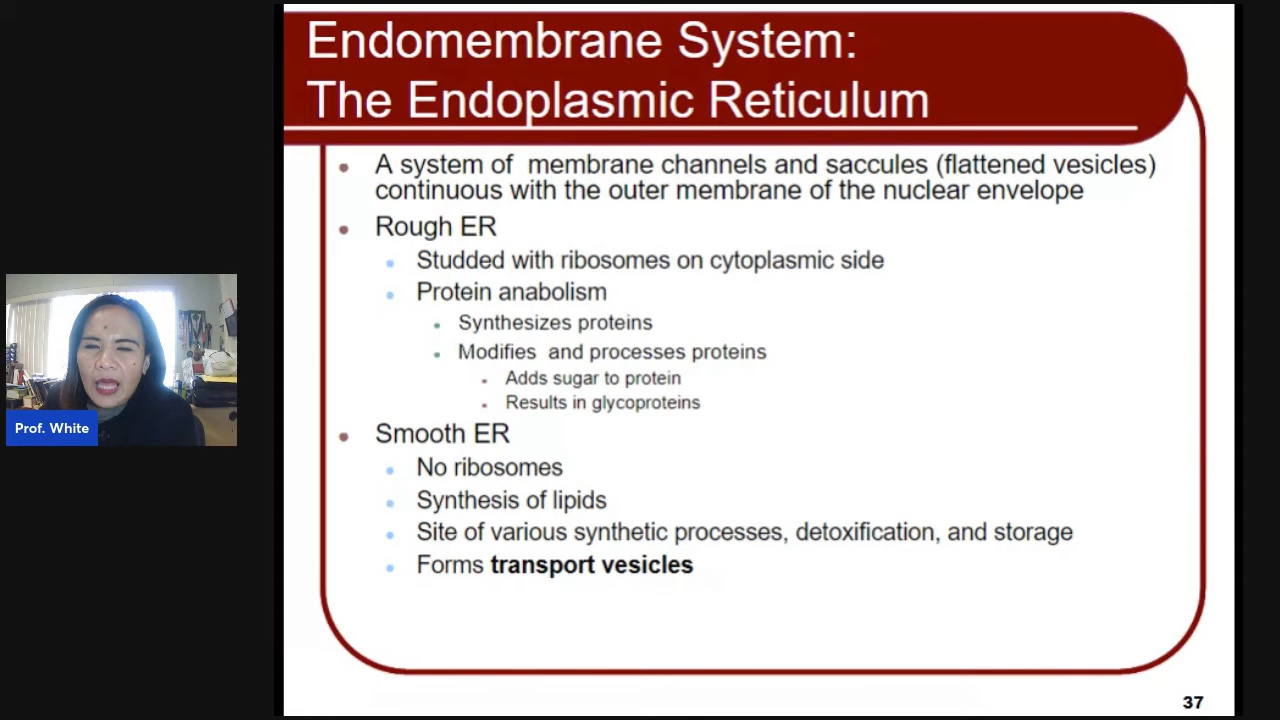 Endomembrane System:
The Endoplasmic Reticulum
A system of membrane channels and saccules (flattened vesicles)
continuous with the outer membrane of the nuclear envelope
Rough ER
Studded with ribosomes on cytoplasmic side
Protein anabolism
Synthesizes proteins
Modifies and processes proteins
Adds sugar to protein
Results in glycoproteins
Smooth ER
No ribosomes
Synthesis of lipids
Site of various synthetic processes, detoxification, and storage
Forms transport vesicles
Prof. White
37